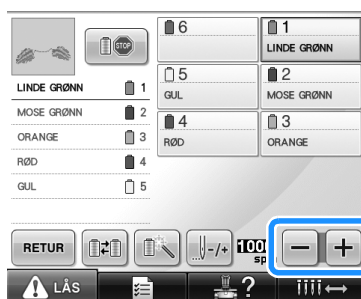 STOP
LINDE GRØNN 1
MOSE GRØNN 2
ORANGE 3
RØD 4
GUL 5
6
1
LINDE GRØNN
5
GUL
2
MOSE GRØNN
4
RØD
3
ORANGE
RETUR
-/+
− +
LÅS
?